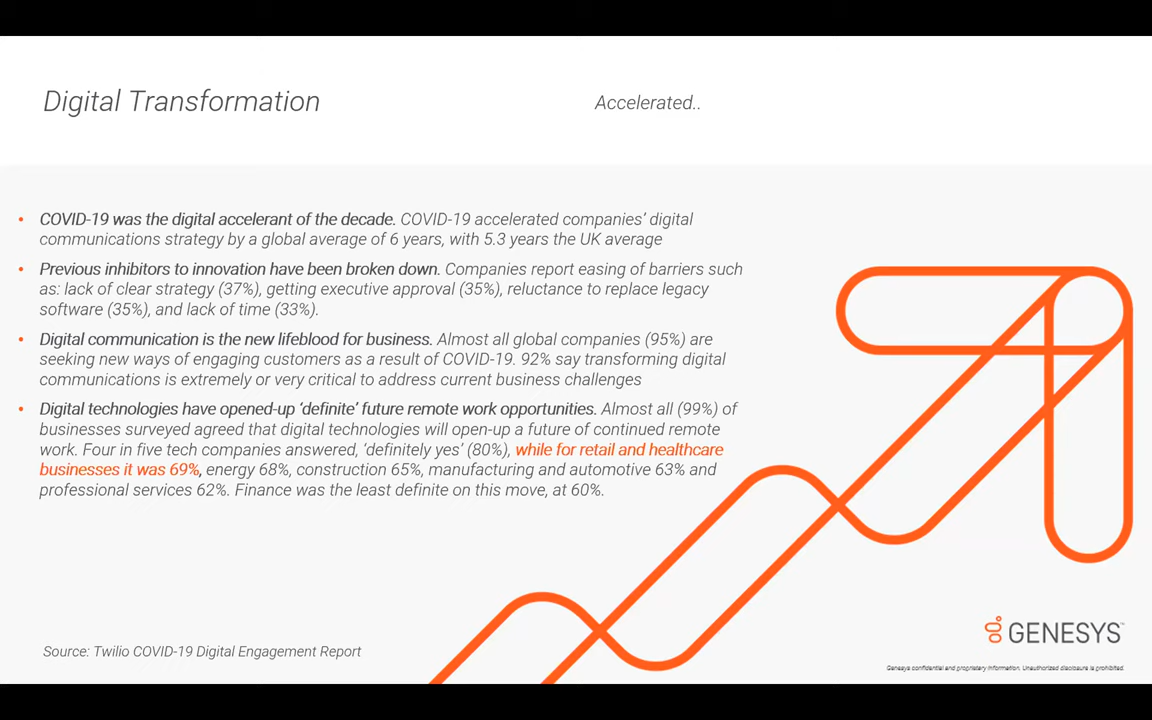 Digital Transformation
Accelerated..
• COVID-19 was the digital accelerant of the decade. COVID-19 accelerated companies’ digital
communications strategy by a global average of 6 years, with 5.3 years the UK average
• Previous inhibitors to innovation have been broken down. Companies report easing of barriers such
as: lack of clear strategy (37%), getting executive approval (35%), reluctance to replace legacy
software (35%), and lack of time (33%).
• Digital communication is the new lifeblood for business. Almost all global companies (95%) are
seeking new ways of engaging customers as a result of COVID-19. 92% say transforming digital
communications is extremely or very critical to address current business challenges
• Digital technologies have opened-up ‘definite’ future remote work opportunities. Almost all (99%) of
businesses surveyed agreed that digital technologies will open-up a future of continued remote
work. Four in five tech companies answered, ‘definitely yes’ (80%), while for retail and healthcare
businesses it was 69%, energy 68%, construction 65%, manufacturing and automotive 63% and
professional services 62%. Finance was the least definite on this move, at 60%.
Source: Twilio COVID-19 Digital Engagement Report
GENESYS™
Genesys confidential and proprietary information. Unauthorized disclosure is prohibited.